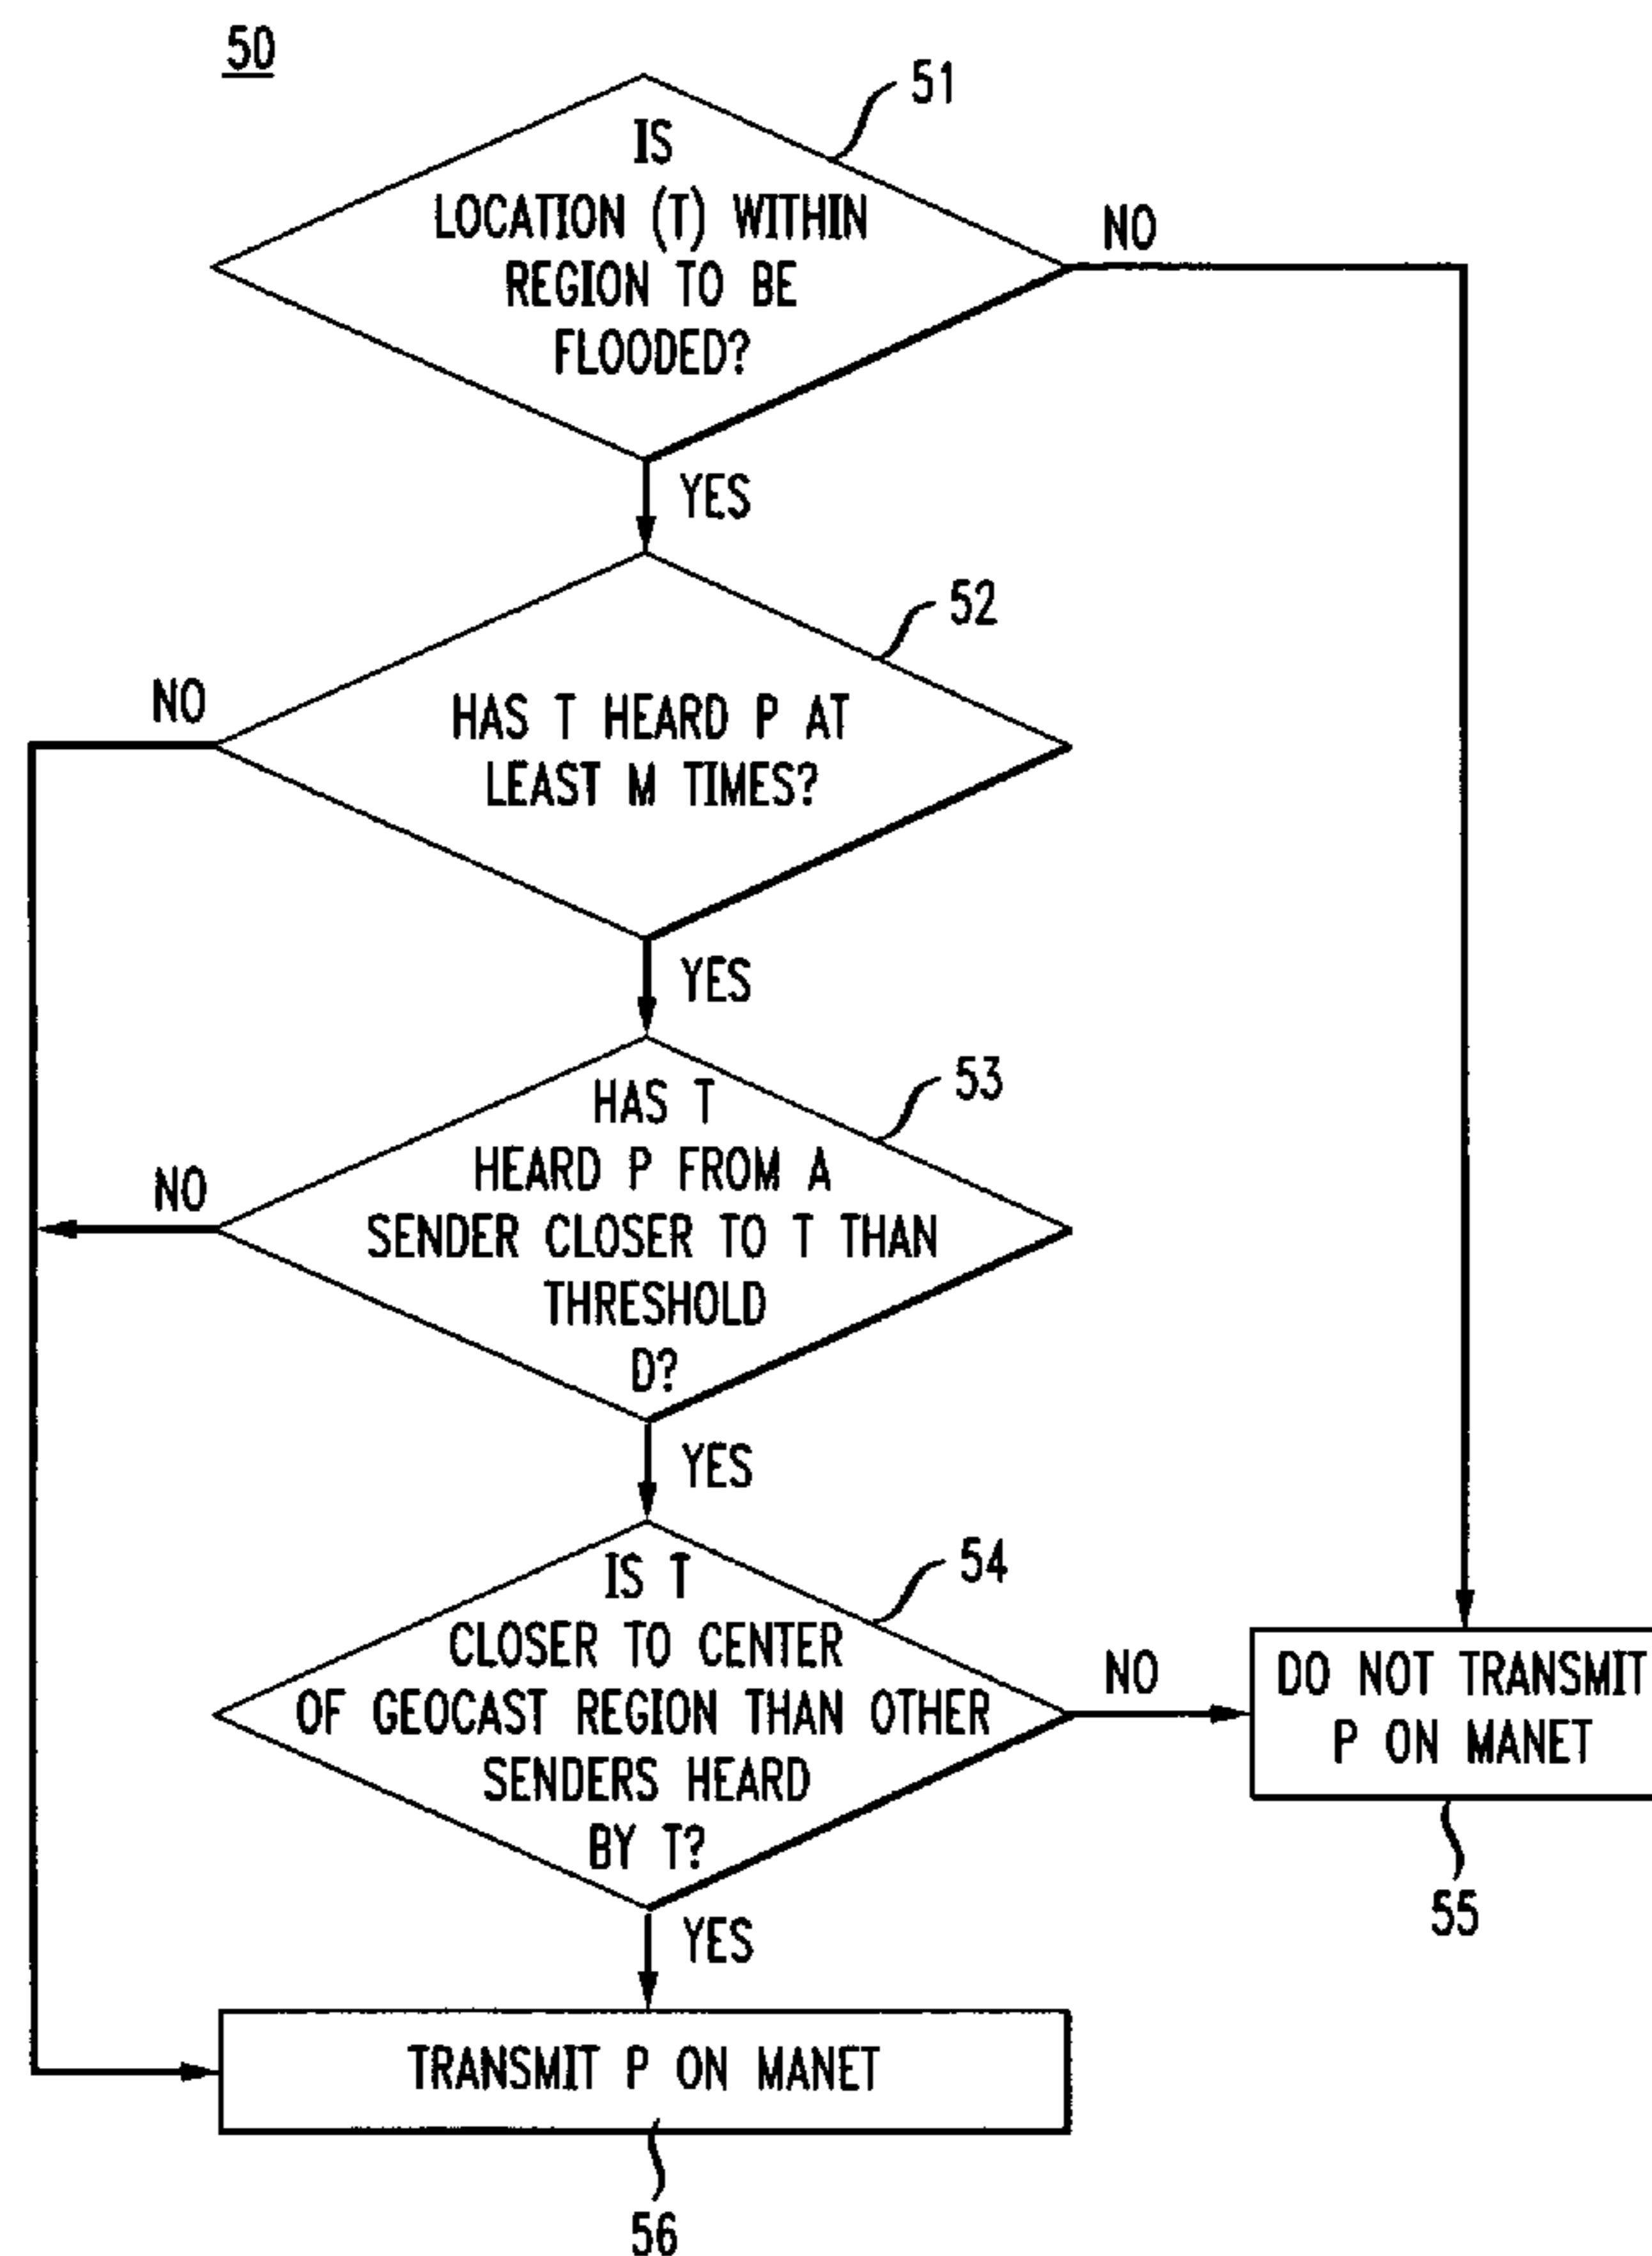 50
51
IS
LOCATION (T) WITHIN
REGION TO BE
FLOODED?
NO
YES
52
NO
HAS T HEARD P AT
LEAST M TIMES?
YES
53
HAS T
HEARD P FROM A
SENDER CLOSER TO T THAN
THRESHOLD
D?
NO
YES
54
IS T
CLOSER TO CENTER
OF GEOCAST REGION THAN OTHER
SENDERS HEARD
BY T?
NO
DO NOT TRANSMIT
P ON MANET
55
YES
TRANSMIT P ON MANET
56